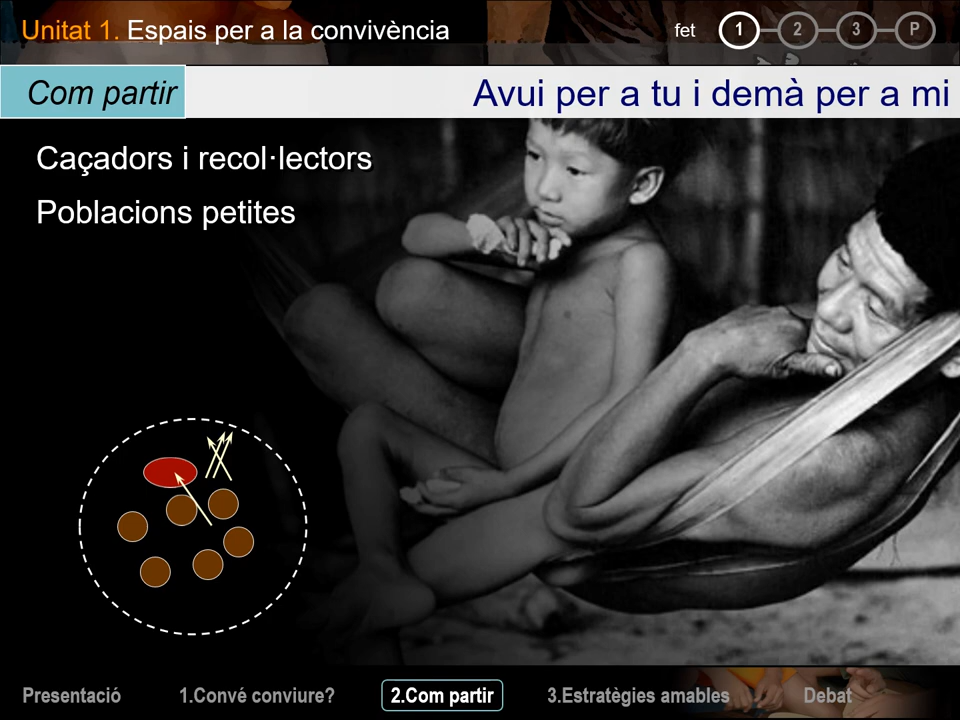 Unitat 1. Espais per a la convivència
fet 1 2 3 P
Com partir
Avui per a tu i demà per a mi
Caçadors i recol·lectors
Poblacions petites
Presentació 1.Convé conviure? 2.Com partir 3.Estratègies amables Debat